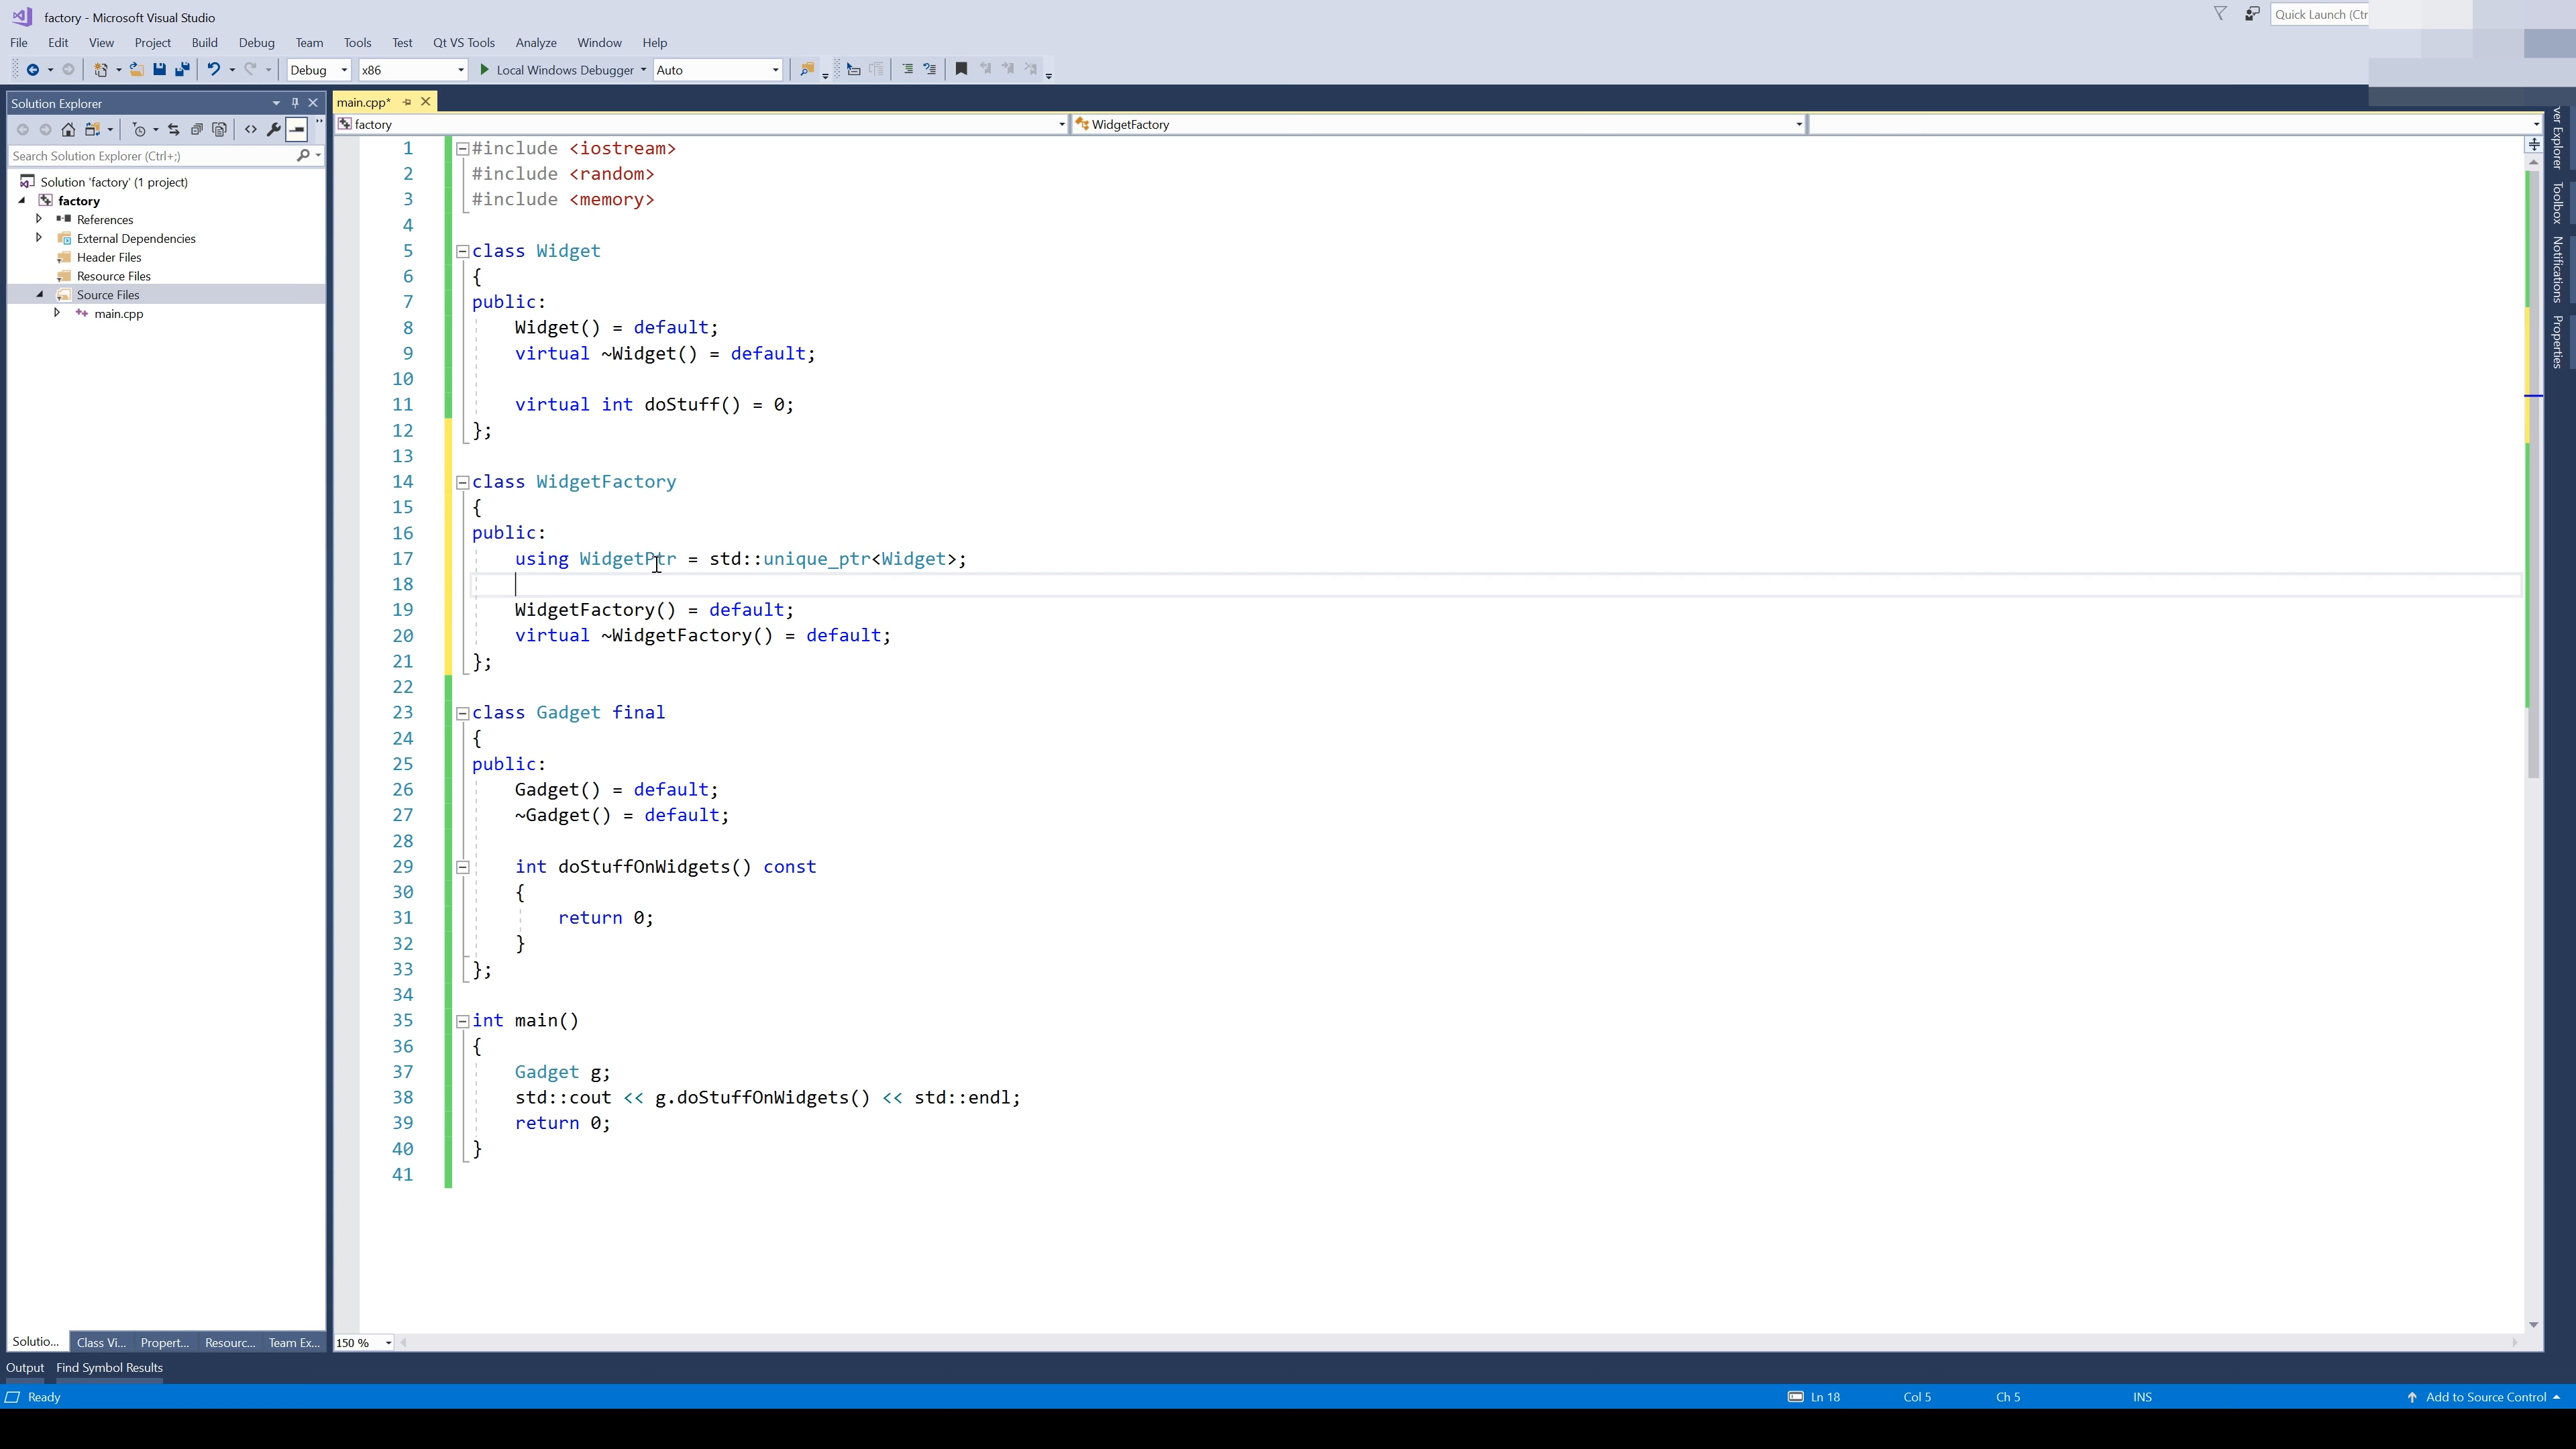 factory - Microsoft Visual Studio
Quick Launch (Ctr
File Edit View Project Build Debug Team Tools Test Qt VS Tools Analyze Window Help
Debug x86 Local Windows Debugger Auto
Solution Explorer
main.cpp*
factory
WidgetFactory
Search Solution Explorer (Ctrl+;)
Solution 'factory' (1 project)
factory
References
External Dependencies
Header Files
Resource Files
Source Files
main.cpp
1 #include <iostream>
2 #include <random>
3 #include <memory>
4
5 class Widget
6 {
7 public:
8 Widget() = default;
9 virtual ~Widget() = default;
10
11 virtual int doStuff() = 0;
12 };
13
14 class WidgetFactory
15 {
16 public:
17 using WidgetPtr = std::unique_ptr<Widget>;
18
19 WidgetFactory() = default;
20 virtual ~WidgetFactory() = default;
21 };
22
23 class Gadget final
24 {
25 public:
26 Gadget() = default;
27 ~Gadget() = default;
28
29 int doStuffOnWidgets() const
30 {
31 return 0;
32 }
33 };
34
35 int main()
36 {
37 Gadget g;
38 std::cout << g.doStuffOnWidgets() << std::endl;
39 return 0;
40 }
41
ver Explorer
Toolbox
Notifications
Properties
Solutio... Class Vi... Propert... Resourc... Team Ex...
150 %
Output Find Symbol Results
Ready
Ln 18 Col 5 Ch 5 INS
Add to Source Control